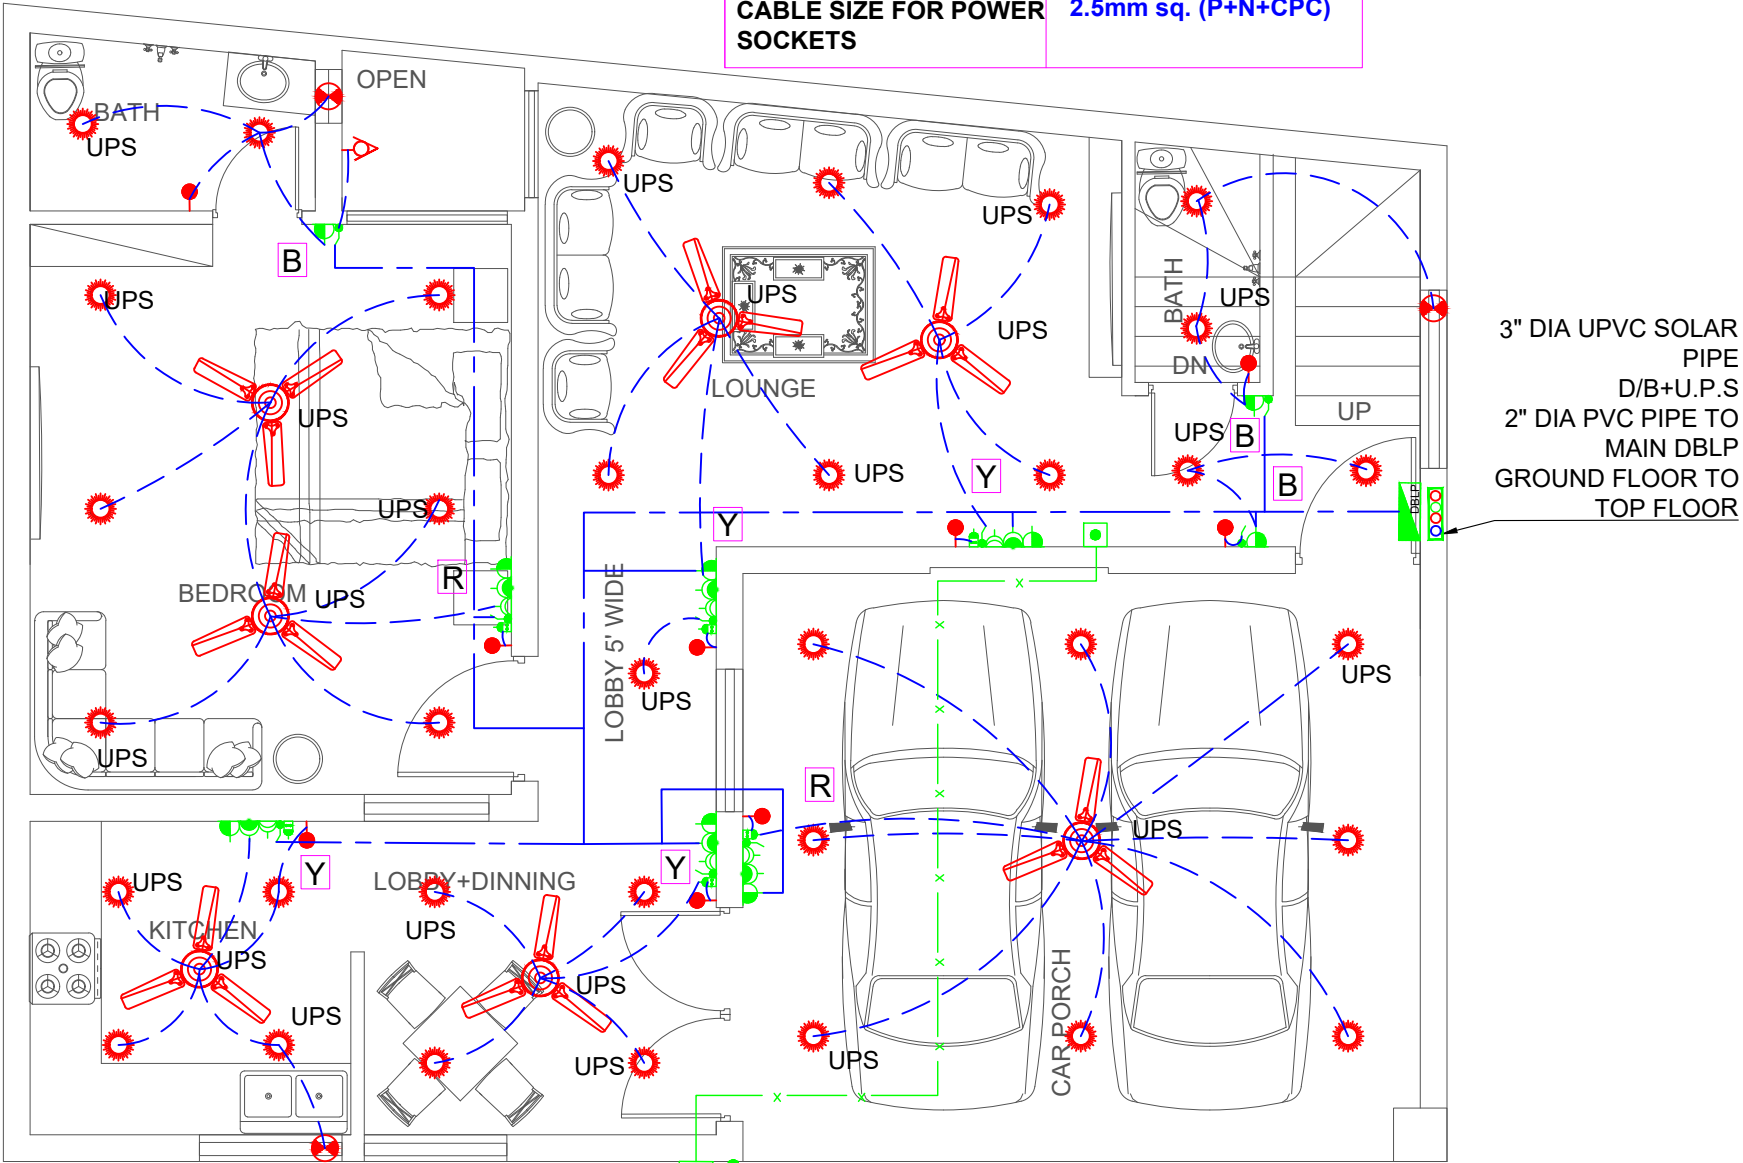 CABLE SIZE FOR POWER SOCKETS
2.5mm sq. (P+N+CPC)
OPEN
BATH
UPS
B
UPS
UPS
UPS
R
BEDROOM
UPS
UPS
UPS
UPS
UPS
UPS
LOUNGE
UPS
Y
Y
BATH
UPS
DN
UP
UPS
B
B
DBLP
3" DIA UPVC SOLAR
PIPE
D/B+U.P.S
2" DIA PVC PIPE TO
MAIN DBLP
GROUND FLOOR TO
TOP FLOOR
LOBBY 5' WIDE
UPS
R
UPS
UPS
UPS
CAR PORCH
Y
UPS
KITCHEN
UPS
UPS
LOBBY+DINNING
Y
UPS
UPS
UPS